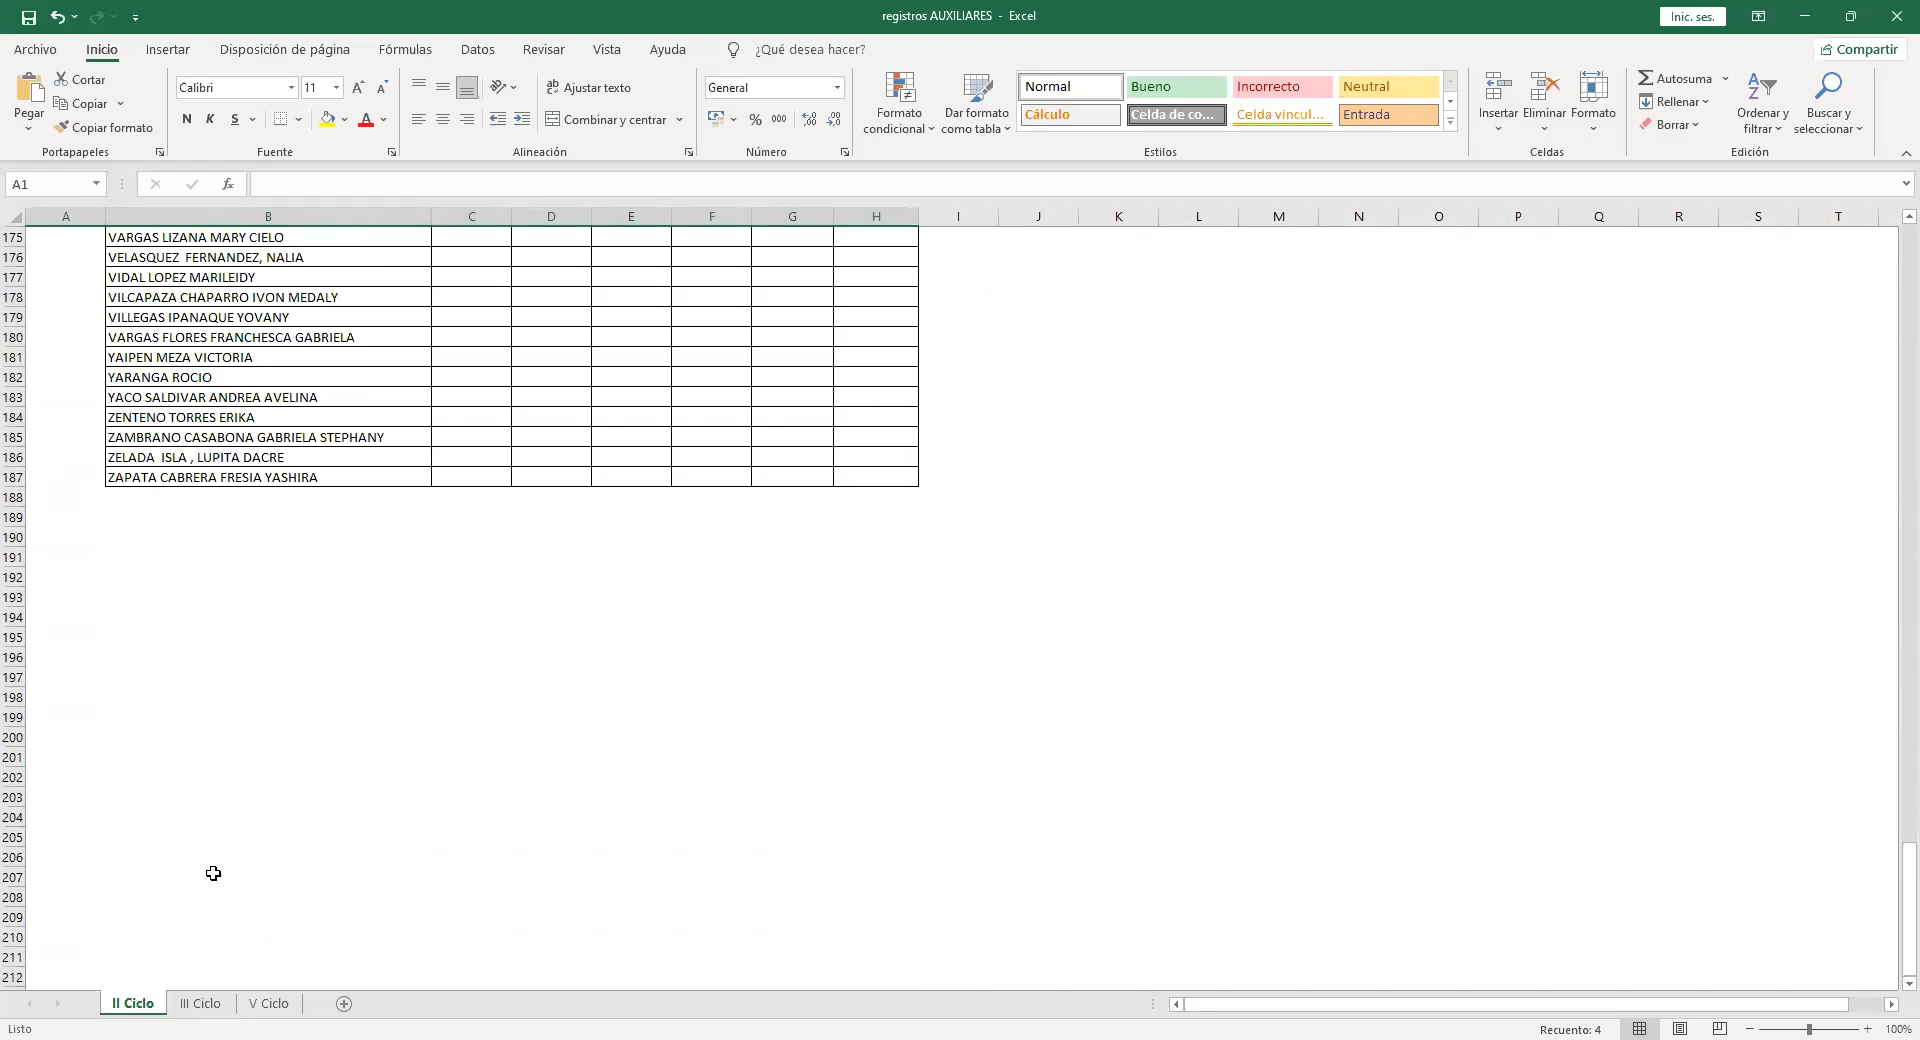 registros AUXILIARES - Excel
Inic. ses.
Archivo Inicio Insertar Disposición de página Fórmulas Datos Revisar Vista Ayuda ¿Qué desea hacer? Compartir
Pegar
Cortar
Copiar
Copiar formato
Portapapeles
Calibri 11
N K S
Fuente
Ajustar texto
Combinar y centrar
Alineación
General
% 000
Número
Formato condicional
Dar formato como tabla
Normal Bueno Incorrecto Neutral
Cálculo Celda de co... Celda vincul... Entrada
Estilos
Insertar Eliminar Formato
Celdas
Autosuma
Rellenar
Borrar
Ordenar y filtrar
Buscar y seleccionar
Edición
A1 fx
A B C D E F G H I J K L M N O P Q R S T
175 VARGAS LIZANA MARY CIELO
176 VELASQUEZ  FERNANDEZ, NALIA
177 VIDAL LOPEZ MARILEIDY
178 VILCAPAZA CHAPARRO IVON MEDALY
179 VILLEGAS IPANAQUE YOVANY
180 VARGAS FLORES FRANCHESCA GABRIELA
181 YAIPEN MEZA VICTORIA
182 YARANGA ROCIO
183 YACO SALDIVAR ANDREA AVELINA
184 ZENTENO TORRES ERIKA
185 ZAMBRANO CASABONA GABRIELA STEPHANY
186 ZELADA  ISLA , LUPITA DACRE
187 ZAPATA CABRERA FRESIA YASHIRA
188
189
190
191
192
193
194
195
196
197
198
199
200
201
202
203
204
205
206
207
208
209
210
211
212
II Ciclo III Ciclo V Ciclo
Listo Recuento: 4 100%